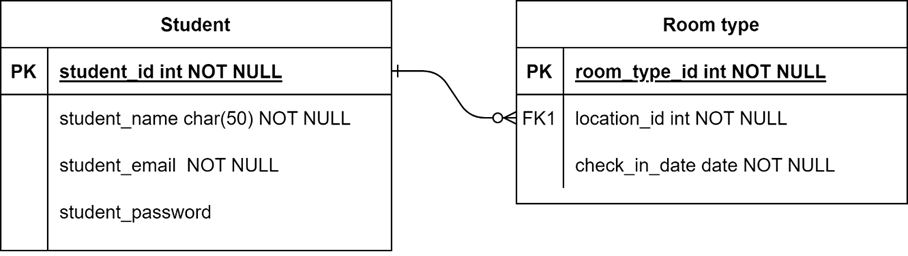 Student
PK student_id int NOT NULL
student_name char(50) NOT NULL
student_email  NOT NULL
student_password
Room type
PK room_type_id int NOT NULL
FK1 location_id int NOT NULL
check_in_date date NOT NULL